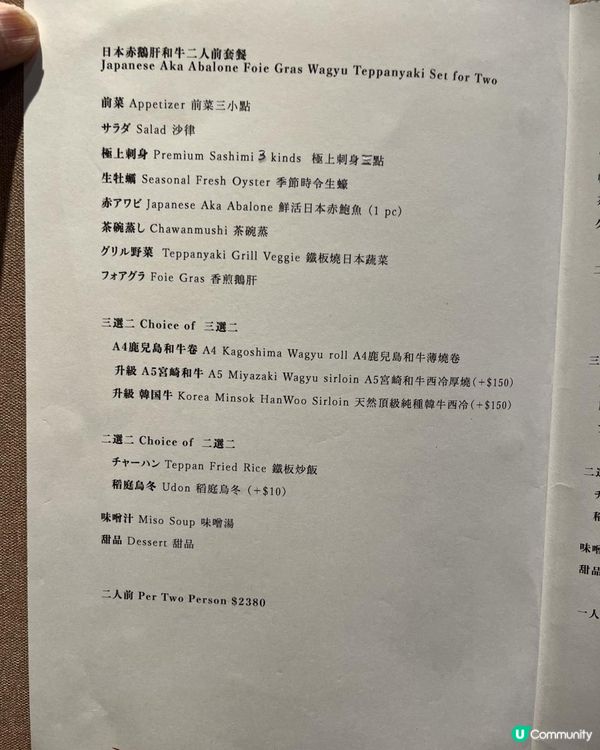 日本赤鵝肝和牛二人前套餐
Japanese Aka Abalone Foie Gras Wagyu Teppanyaki Set for Two
前菜 Appetizer 前菜三小點
サラダ Salad 沙律
極上刺身 Premium Sashimi 3 kinds 極上刺身三點
生牡蠣 Seasonal Fresh Oyster 季節時令生蠔
赤アワビ Japanese Aka Abalone 鮮活日本赤鮑魚 (1 pc)
茶碗蒸し Chawanmushi 茶碗蒸
グリル野菜 Teppanyaki Grill Veggie 鐵板燒日本蔬菜
フォアグラ Foie Gras 香煎鵝肝
三選二 Choice of 三選二
A4鹿兒島和牛卷 A4 Kagoshima Wagyu roll A4鹿兒島和牛薄燒卷
升級 A5宮崎和牛 A5 Miyazaki Wagyu sirloin A5宮崎和牛西冷厚燒(+$150)
升級 韓国牛 Korea Minsok HanWoo Sirloin 天然頂級純種韓牛西冷(+$150)
二選二 Choice of 二選二
チャーハン Teppan Fried Rice 鐵板炒飯
稻庭烏冬 Udon 稻庭烏冬 (+$10)
味噌汁 Miso Soup 味噌湯
甜品 Dessert 甜品
二人前 Per Two Person $2380
三
二
味噌
甜品
一人
U Community